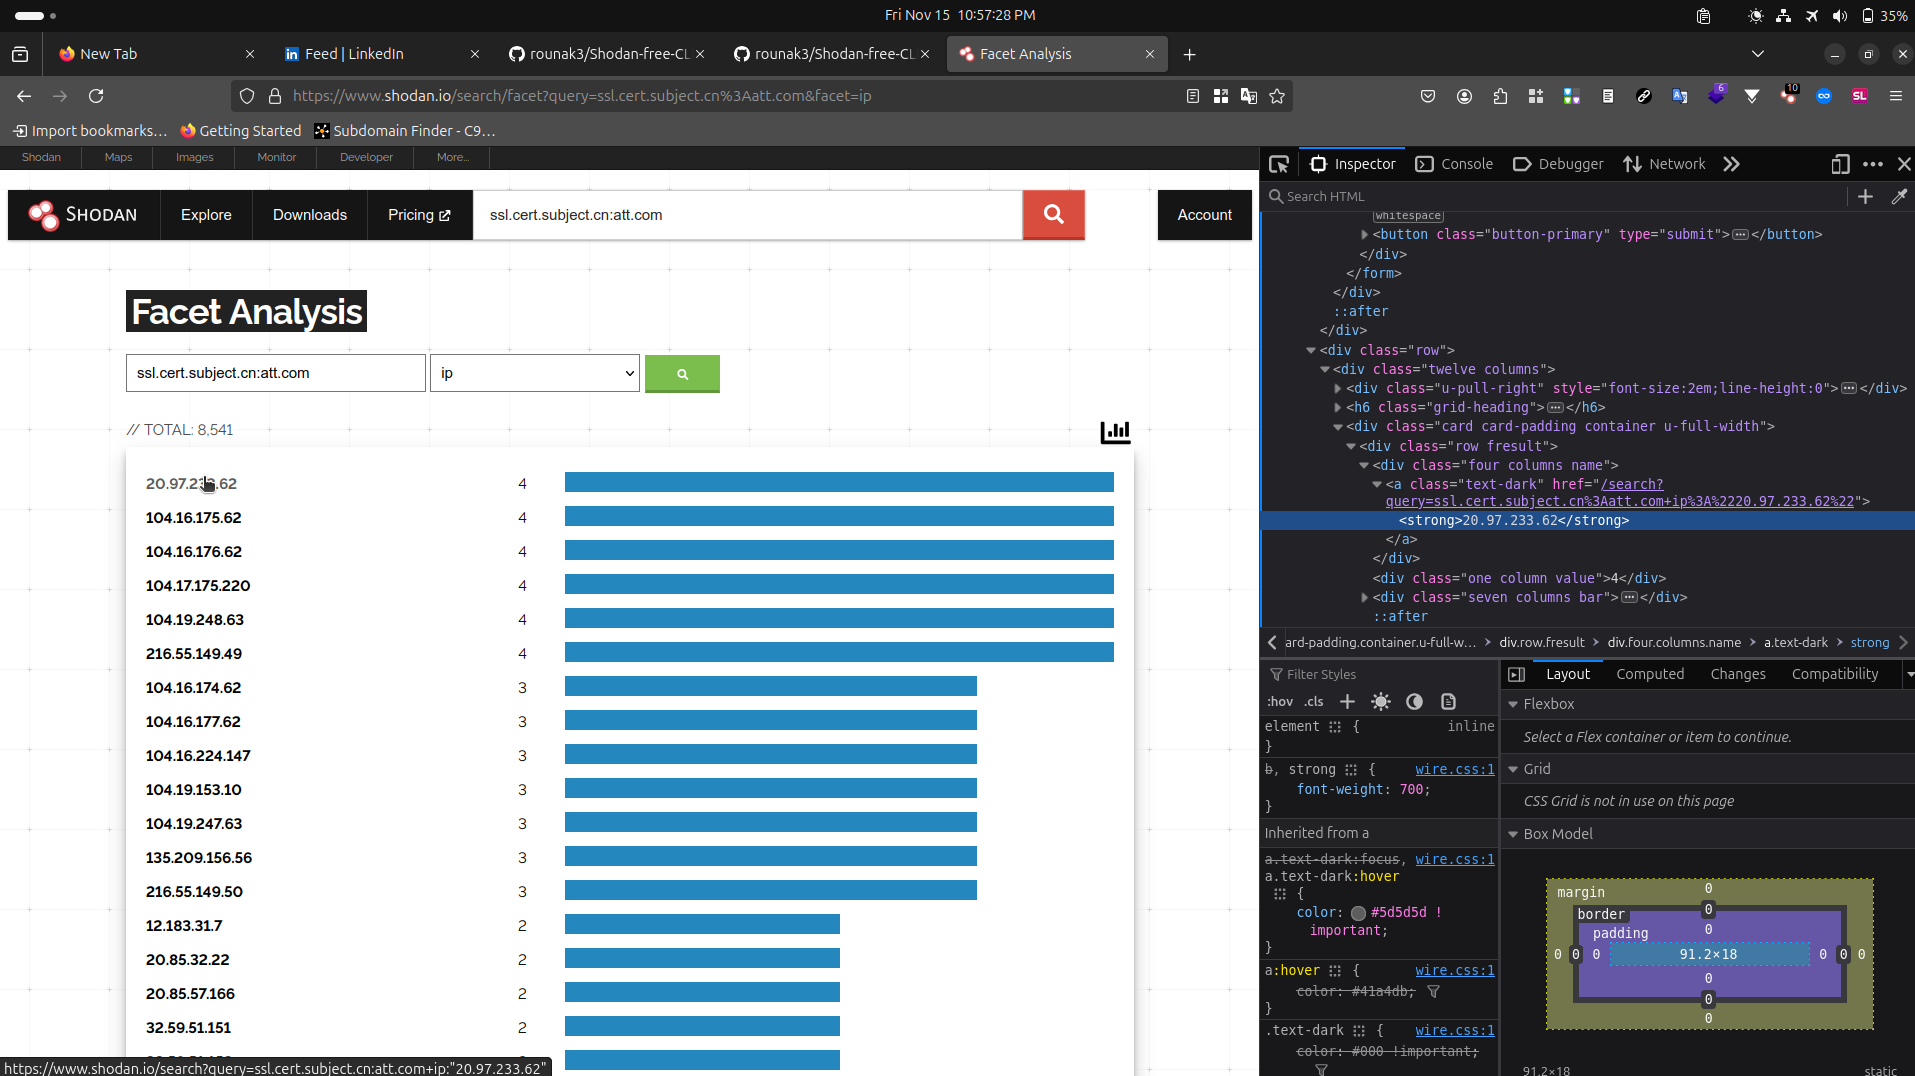 Fri Nov 15 10:57:28 PM
35%
New Tab
Feed | LinkedIn
rounak3/Shodan-free-CL
rounak3/Shodan-free-CL
Facet Analysis
https://www.shodan.io/search/facet?query=ssl.cert.subject.cn%3Aatt.com&facet=ip
6
10
SL
Import bookmarks...
Getting Started
Subdomain Finder - C9...
Shodan
Maps
Images
Monitor
Developer
More...
SHODAN
Explore
Downloads
Pricing
ssl.cert.subject.cn:att.com
Account
Facet Analysis
ssl.cert.subject.cn:att.com
ip
// TOTAL: 8,541
104.16.175.62 4
104.16.176.62 4
104.17.175.220 4
104.19.248.63 4
216.55.149.49 4
104.16.174.62 3
104.16.177.62 3
104.16.224.147 3
104.19.153.10 3
104.19.247.63 3
135.209.156.56 3
216.55.149.50 3
12.183.31.7 2
20.85.32.22 2
20.85.57.166 2
32.59.51.151 2
https://www.shodan.io/search?query=ssl.cert.subject.cn:att.com+ip:"20.97.233.62"
Inspector
Console
Debugger
Network
Search HTML
whitespace
<button class="button-primary" type="submit"></button>
</div>
</form>
</div>
::after
</div>
<div class="row">
<div class="twelve columns">
<div class="u-pull-right" style="font-size:2em;line-height:0"></div>
<h6 class="grid-heading"></h6>
<div class="card card-padding container u-full-width">
<div class="row fresult">
<div class="four columns name">
<a class="text-dark" href="/search?
query=ssl.cert.subject.cn%3Aatt.com+ip%3A%2220.97.233.62%22">
<strong>20.97.233.62</strong>
</a>
</div>
<div class="one column value">4</div>
<div class="seven columns bar"></div>
::after
ard-padding.container.u-full-w...
div.row.fresult
div.four.columns.name
a.text-dark
strong
Filter Styles
:hov .cls
element { inline
}
b, strong { wire.css:1
font-weight: 700;
}
Inherited from a
a.text-dark:focus, wire.css:1
a.text-dark:hover
{
color: #5d5d5d !
important;
}
a:hover { wire.css:1
color: #41a4db;
}
.text-dark { wire.css:1
color: #000 !important;
Layout
Computed
Changes
Compatibility
Flexbox
Select a Flex container or item to continue.
Grid
CSS Grid is not in use on this page
Box Model
margin 0
border 0
padding 0
0 0 0 91.2×18 0 0 0
0
0
0
91.2×18 static